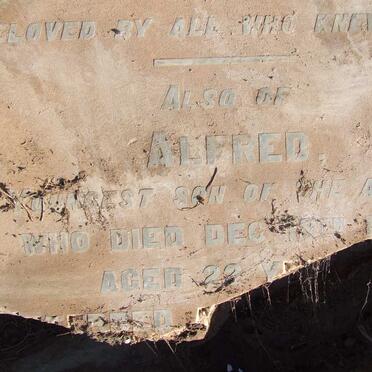 BELOVED BY ALL WHO KNEW
ALSO OF
ALFRED,
YOUNGEST SON OF THE A
WHO DIED DEC
AGED 22 Y